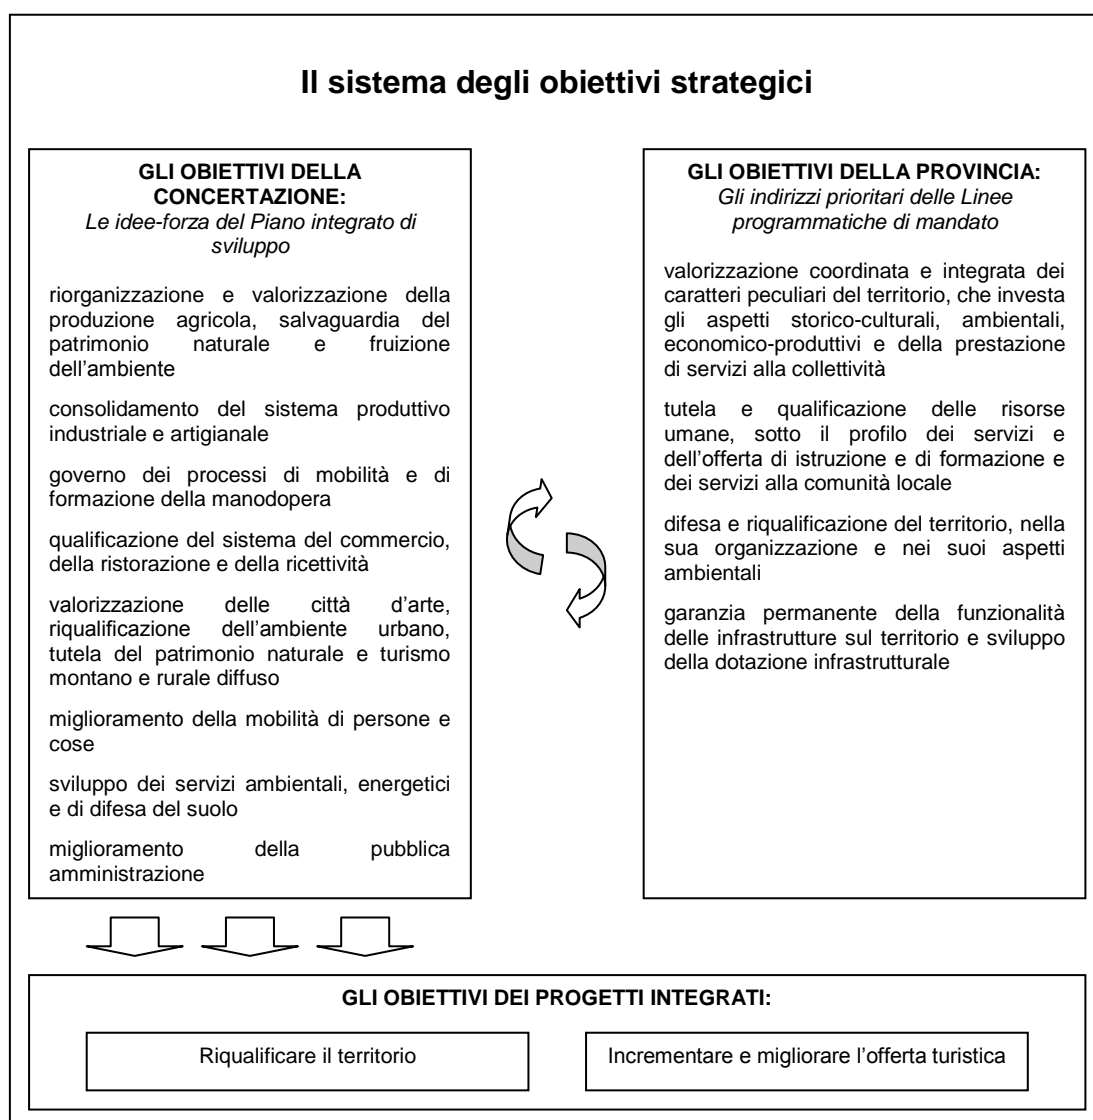 Il sistema degli obiettivi strategici
GLI OBIETTIVI DELLA
CONCERTAZIONE:
Le idee-forza del Piano integrato di
sviluppo
riorganizzazione e valorizzazione della
produzione agricola, salvaguardia del
patrimonio naturale e fruizione
dell’ambiente
consolidamento del sistema produttivo
industriale e artigianale
governo dei processi di mobilità e di
formazione della manodopera
qualificazione del sistema del commercio,
della ristorazione e della ricettività
valorizzazione delle città d’arte,
riqualificazione dell’ambiente urbano,
tutela del patrimonio naturale e turismo
montano e rurale diffuso
miglioramento della mobilità di persone e
cose
sviluppo dei servizi ambientali, energetici
e di difesa del suolo
miglioramento della pubblica
amministrazione
GLI OBIETTIVI DELLA PROVINCIA:
Gli indirizzi prioritari delle Linee
programmatiche di mandato
valorizzazione coordinata e integrata dei
caratteri peculiari del territorio, che investa
gli aspetti storico-culturali, ambientali,
economico-produttivi e della prestazione
di servizi alla collettività
tutela e qualificazione delle risorse
umane, sotto il profilo dei servizi e
dell’offerta di istruzione e di formazione e
dei servizi alla comunità locale
difesa e riqualificazione del territorio, nella
sua organizzazione e nei suoi aspetti
ambientali
garanzia permanente della funzionalità
delle infrastrutture sul territorio e sviluppo
della dotazione infrastrutturale
GLI OBIETTIVI DEI PROGETTI INTEGRATI:
Riqualificare il territorio
Incrementare e migliorare l’offerta turistica